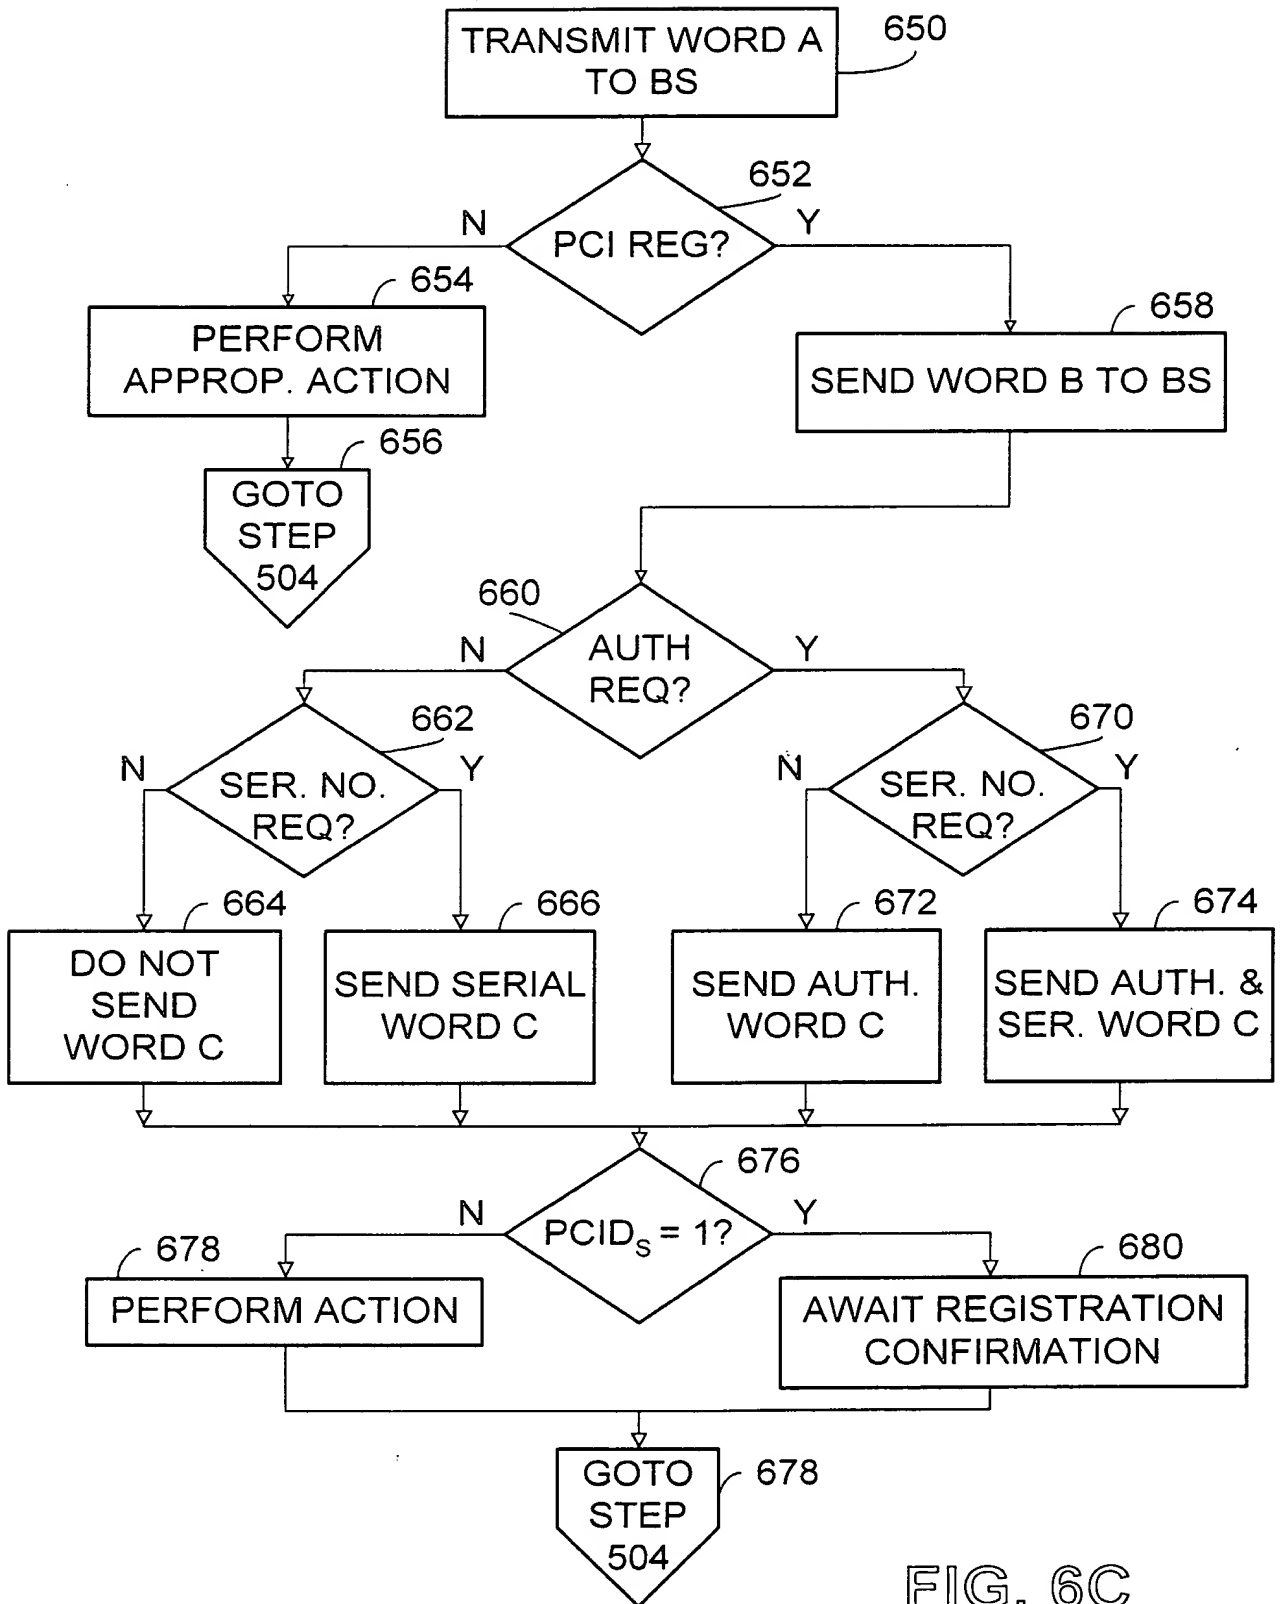 TRANSMIT WORD A
TO BS
650
652
N
Y
PCI REG?
654
PERFORM
APPROP. ACTION
658
SEND WORD B TO BS
656
GOTO
STEP
504
660
N
Y
AUTH
REQ?
662
N
Y
SER. NO.
REQ?
670
N
Y
SER. NO.
REQ?
664
DO NOT
SEND
WORD C
666
SEND SERIAL
WORD C
672
SEND AUTH.
WORD C
674
SEND AUTH. &
SER. WORD C
676
N
Y
PCIDS = 1?
678
PERFORM ACTION
680
AWAIT REGISTRATION
CONFIRMATION
GOTO
STEP
504
678
FIG. 6C